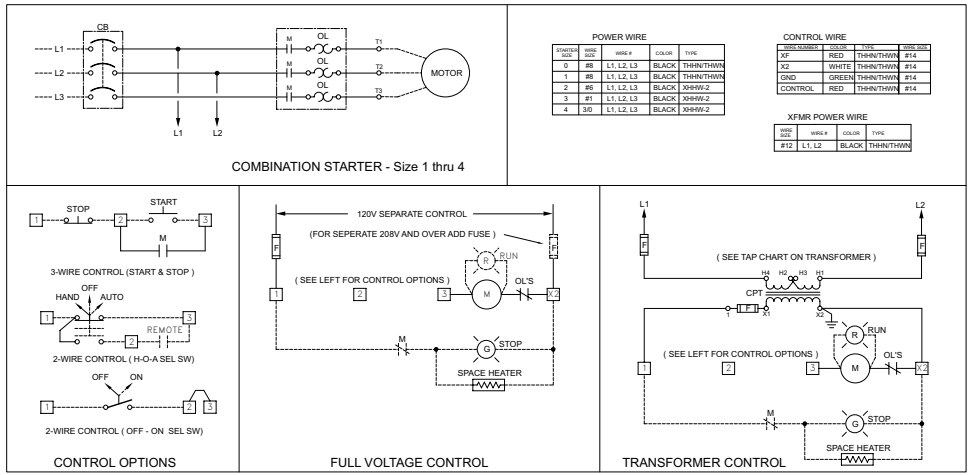 CB
L1
L2
L3
M
OL
M
OL
M
OL
T1
T2
T3
MOTOR
L1 L2
COMBINATION STARTER - Size 1 thru 4
POWER WIRE
STARTER SIZE WIRE SIZE WIRE # COLOR TYPE
0 #8 L1, L2, L3 BLACK THHN/THWN
1 #8 L1, L2, L3 BLACK THHN/THWN
2 #6 L1, L2, L3 BLACK XHHW-2
3 #1 L1, L2, L3 BLACK XHHW-2
4 3/0 L1, L2, L3 BLACK XHHW-2
CONTROL WIRE
WIRE NUMBER COLOR TYPE WIRE SIZE
XF RED THHN/THWN #14
X2 WHITE THHN/THWN #14
GND GREEN THHN/THWN #14
CONTROL RED THHN/THWN #14
XFMR POWER WIRE
WIRE SIZE WIRE # COLOR TYPE
#12 L1, L2 BLACK THHN/THWN
STOP START
1 2 3
M
3-WIRE CONTROL (START & STOP )
OFF
HAND AUTO
1 3
REMOTE
2
2-WIRE CONTROL ( H-O-A SEL SW)
OFF ON
1 2 3
2-WIRE CONTROL ( OFF - ON SEL SW)
CONTROL OPTIONS
120V SEPARATE CONTROL
(FOR SEPERATE 208V AND OVER ADD FUSE )
F F
R RUN
( SEE LEFT FOR CONTROL OPTIONS )
OL'S
1 2 3 M X2
M
G STOP
SPACE HEATER
FULL VOLTAGE CONTROL
L1 L2
F F
( SEE TAP CHART ON TRANSFORMER )
H4 H2 H3 H1
CPT
F
1 X1 X2
R RUN
( SEE LEFT FOR CONTROL OPTIONS )
OL'S
1 2 3 M X2
M
G STOP
SPACE HEATER
TRANSFORMER CONTROL